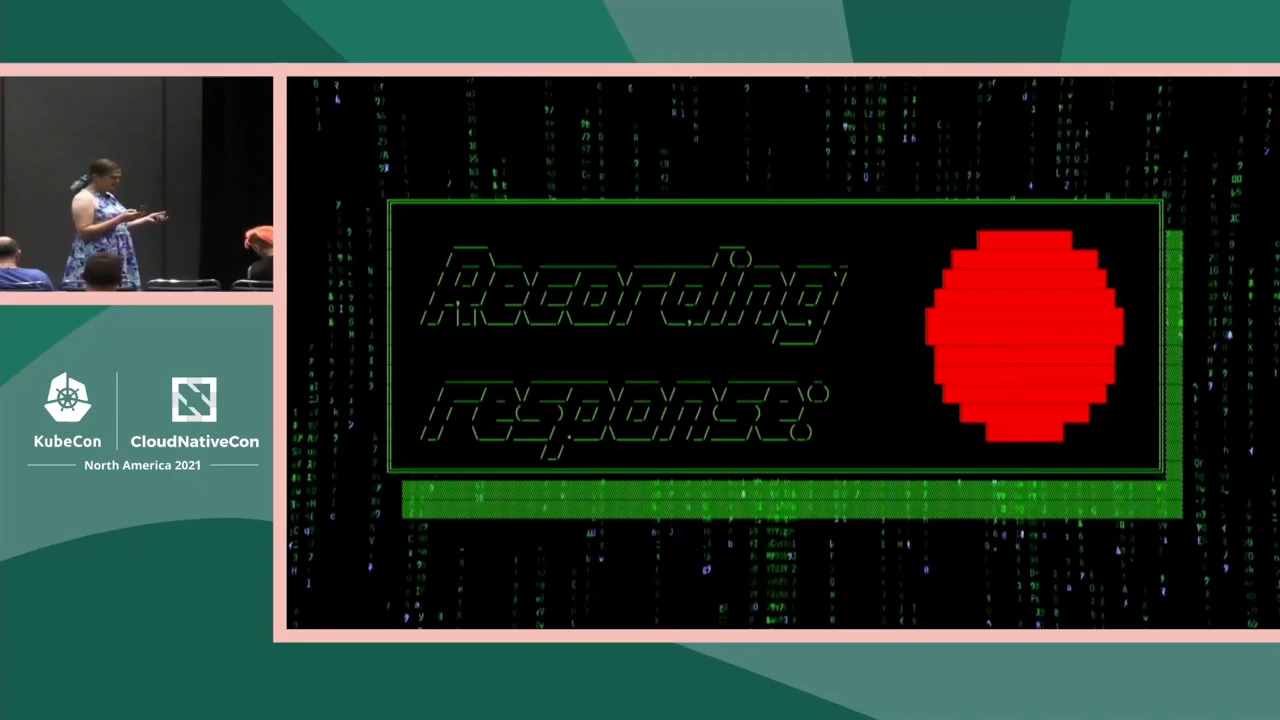 Recording
response:
KubeCon
CloudNativeCon
North America 2021